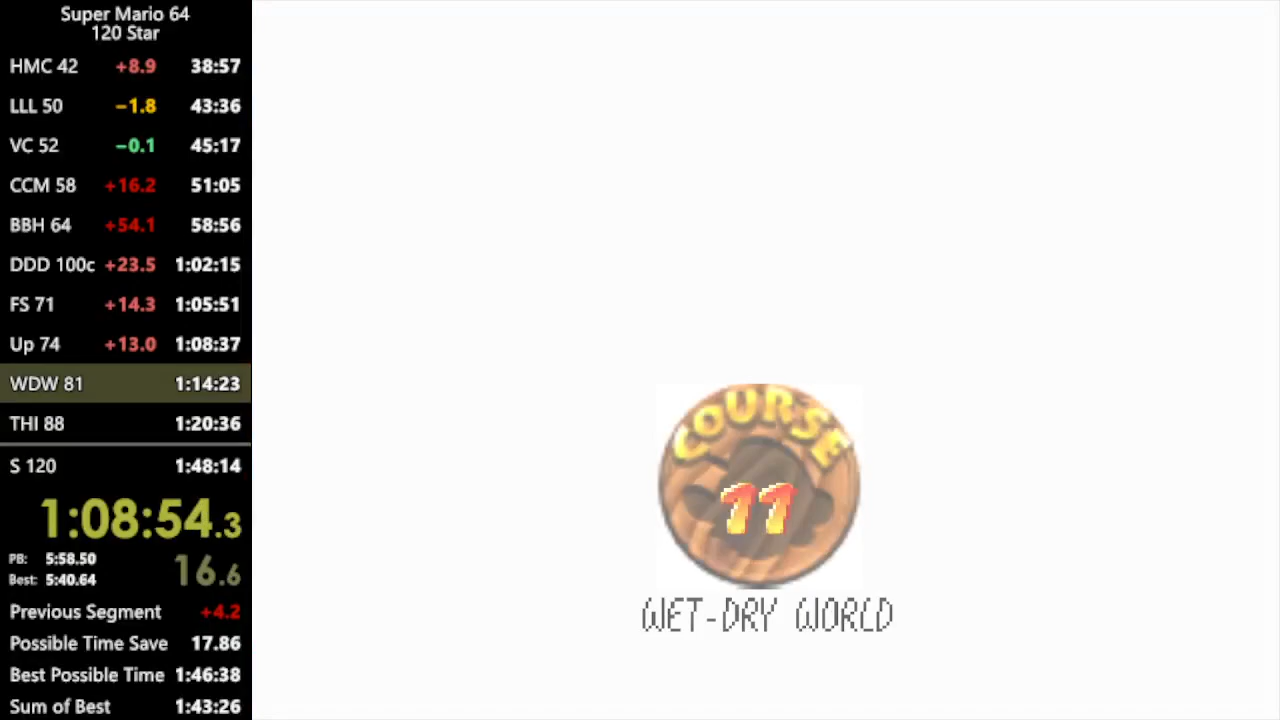 Super Mario 64
120 Star
HMC 42 +8.9 38:57
LLL 50 −1.8 43:36
VC 52 −0.1 45:17
CCM 58 +16.2 51:05
BBH 64 +54.1 58:56
DDD 100c +23.5 1:02:15
FS 71 +14.3 1:05:51
Up 74 +13.0 1:08:37
WDW 81 1:14:23
THI 88 1:20:36
S 120 1:48:14
1:08:54.3
PB: 5:58.50
Best: 5:40.64
16.6
Previous Segment +4.2
Possible Time Save 17.86
Best Possible Time 1:46:38
Sum of Best 1:43:26
COURSE
11
WET-DRY WORLD